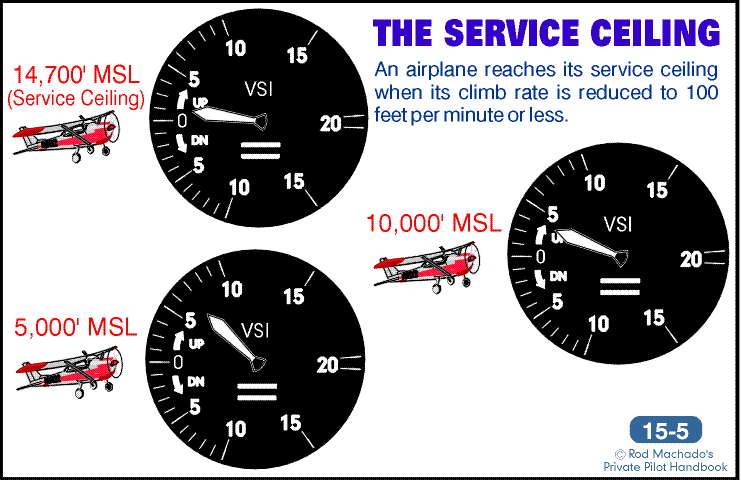 THE SERVICE CEILING
An airplane reaches its service ceiling
when its climb rate is reduced to 100
feet per minute or less.
14,700' MSL
(Service Ceiling)
10
15
5
VSI
UP
0
20
DN
5
10
15
10,000' MSL
10
15
5
VSI
UP
0
20
DN
5
10
15
5,000' MSL
10
15
5
VSI
UP
0
20
DN
5
10
15
15-5
© Rod Machado's
Private Pilot Handbook